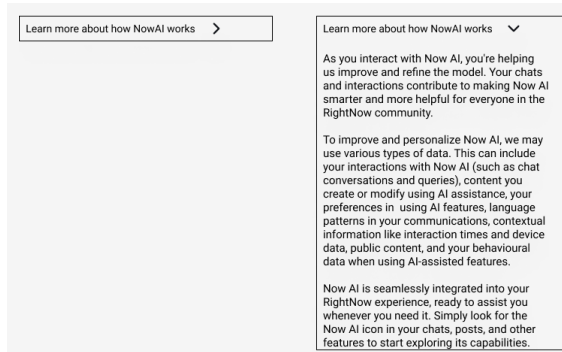 Learn more about how NowAI works
Learn more about how NowAI works
As you interact with Now AI, you're helping
us improve and refine the model. Your chats
and interactions contribute to making Now AI
smarter and more helpful for everyone in the
RightNow community.
To improve and personalize Now AI, we may
use various types of data. This can include
your interactions with Now AI (such as chat
conversations and queries), content you
create or modify using AI assistance, your
preferences in using AI features, language
patterns in your communications, contextual
information like interaction times and device
data, public content, and your behavioural
data when using AI-assisted features.
Now AI is seamlessly integrated into your
RightNow experience, ready to assist you
whenever you need it. Simply look for the
Now AI icon in your chats, posts, and other
features to start exploring its capabilities.